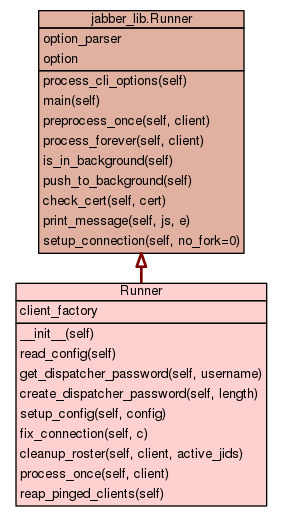 jabber_lib.Runner
option_parser
option
process_cli_options(self)
main(self)
preprocess_once(self, client)
process_forever(self, client)
is_in_background(self)
push_to_background(self)
check_cert(self, cert)
print_message(self, js, e)
setup_connection(self, no_fork=0)
Runner
client_factory
__init__(self)
read_config(self)
get_dispatcher_password(self, username)
create_dispatcher_password(self, length)
setup_config(self, config)
fix_connection(self, c)
cleanup_roster(self, client, active_jids)
process_once(self, client)
reap_pinged_clients(self)